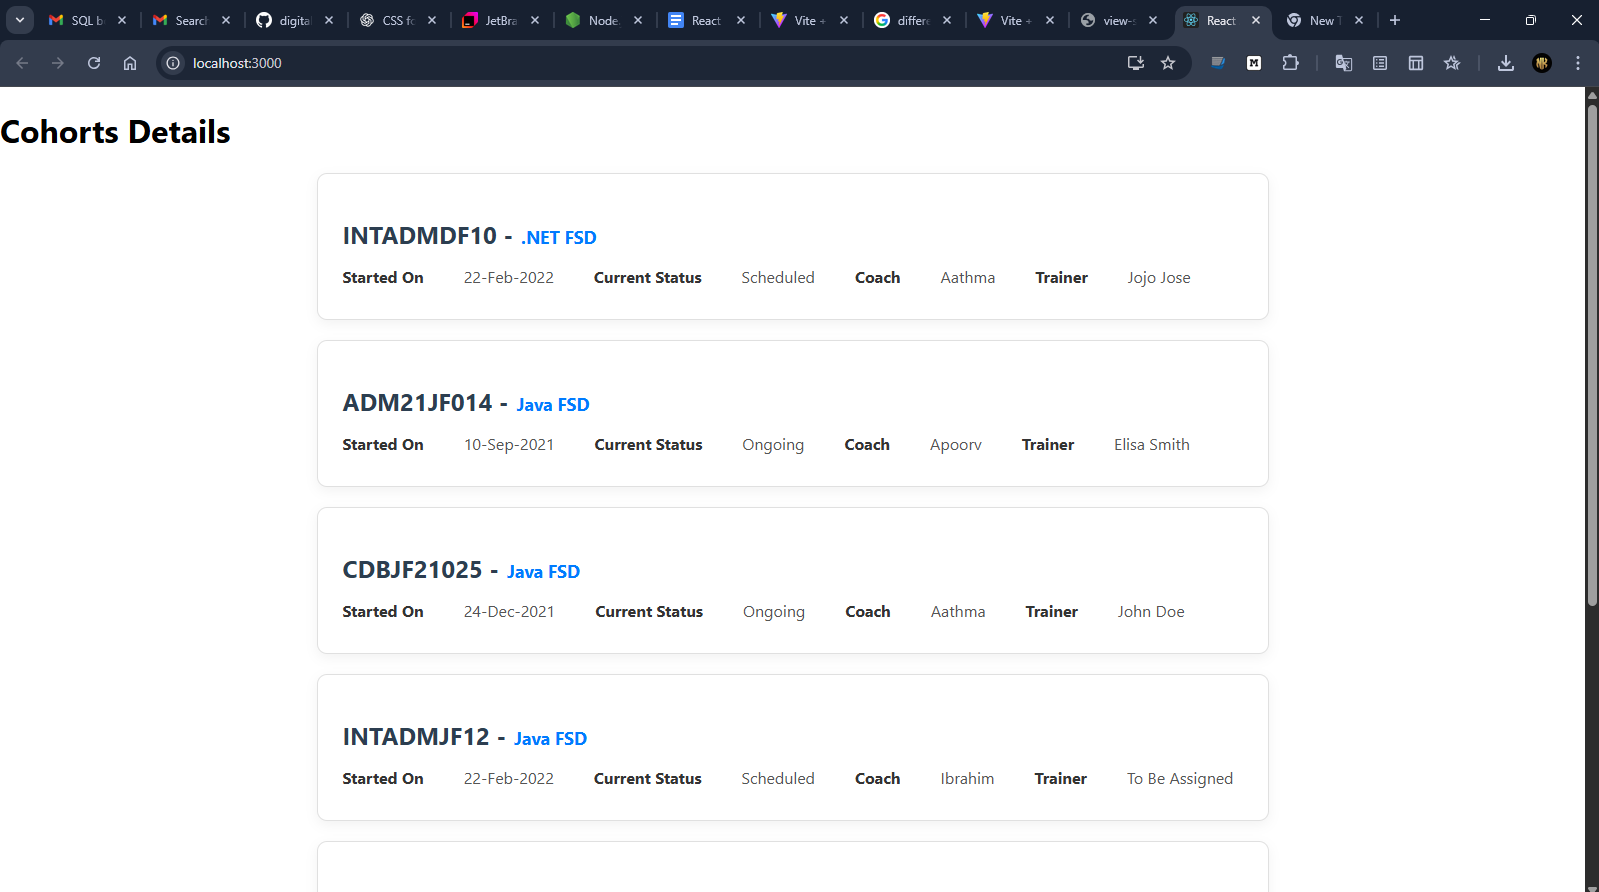 SQL b
Search
digital
CSS fo
JetBra
Node.
React
Vite +
differe
Vite +
view-s
React
New T
localhost:3000
Cohorts Details
INTADMDF10 - .NET FSD
Started On 22-Feb-2022 Current Status Scheduled Coach Aathma Trainer Jojo Jose
ADM21JF014 - Java FSD
Started On 10-Sep-2021 Current Status Ongoing Coach Apoorv Trainer Elisa Smith
CDBJF21025 - Java FSD
Started On 24-Dec-2021 Current Status Ongoing Coach Aathma Trainer John Doe
INTADMJF12 - Java FSD
Started On 22-Feb-2022 Current Status Scheduled Coach Ibrahim Trainer To Be Assigned